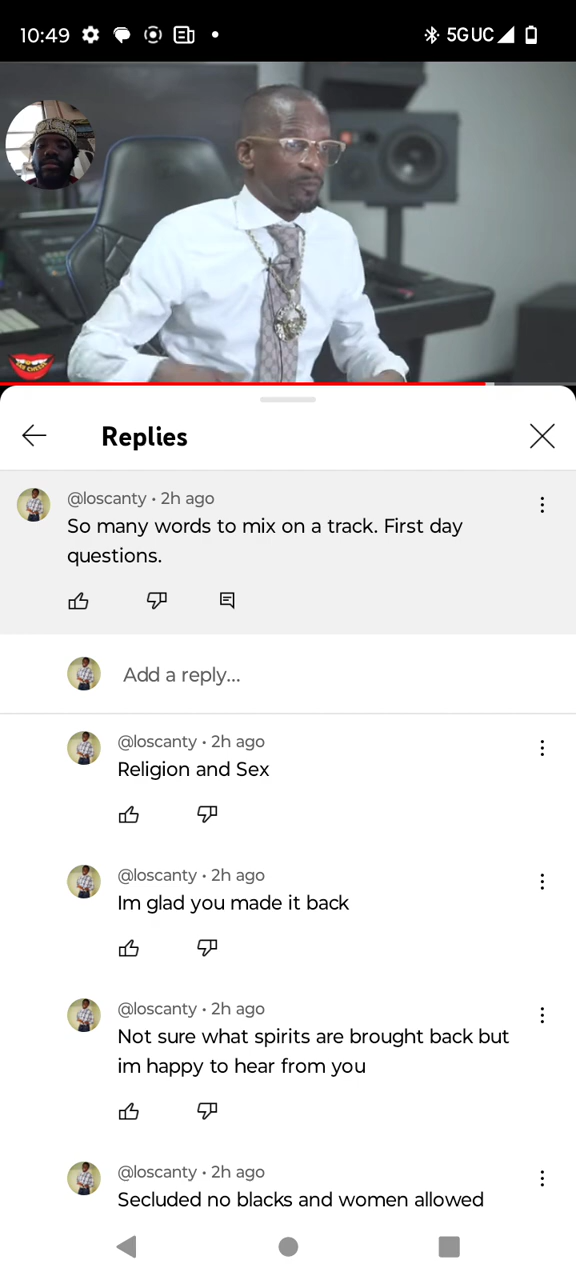 10:49
5G UC
Replies
@loscanty • 2h ago
So many words to mix on a track. First day
questions.
Add a reply...
@loscanty • 2h ago
Religion and Sex
@loscanty • 2h ago
Im glad you made it back
@loscanty • 2h ago
Not sure what spirits are brought back but
im happy to hear from you
@loscanty • 2h ago
Secluded no blacks and women allowed